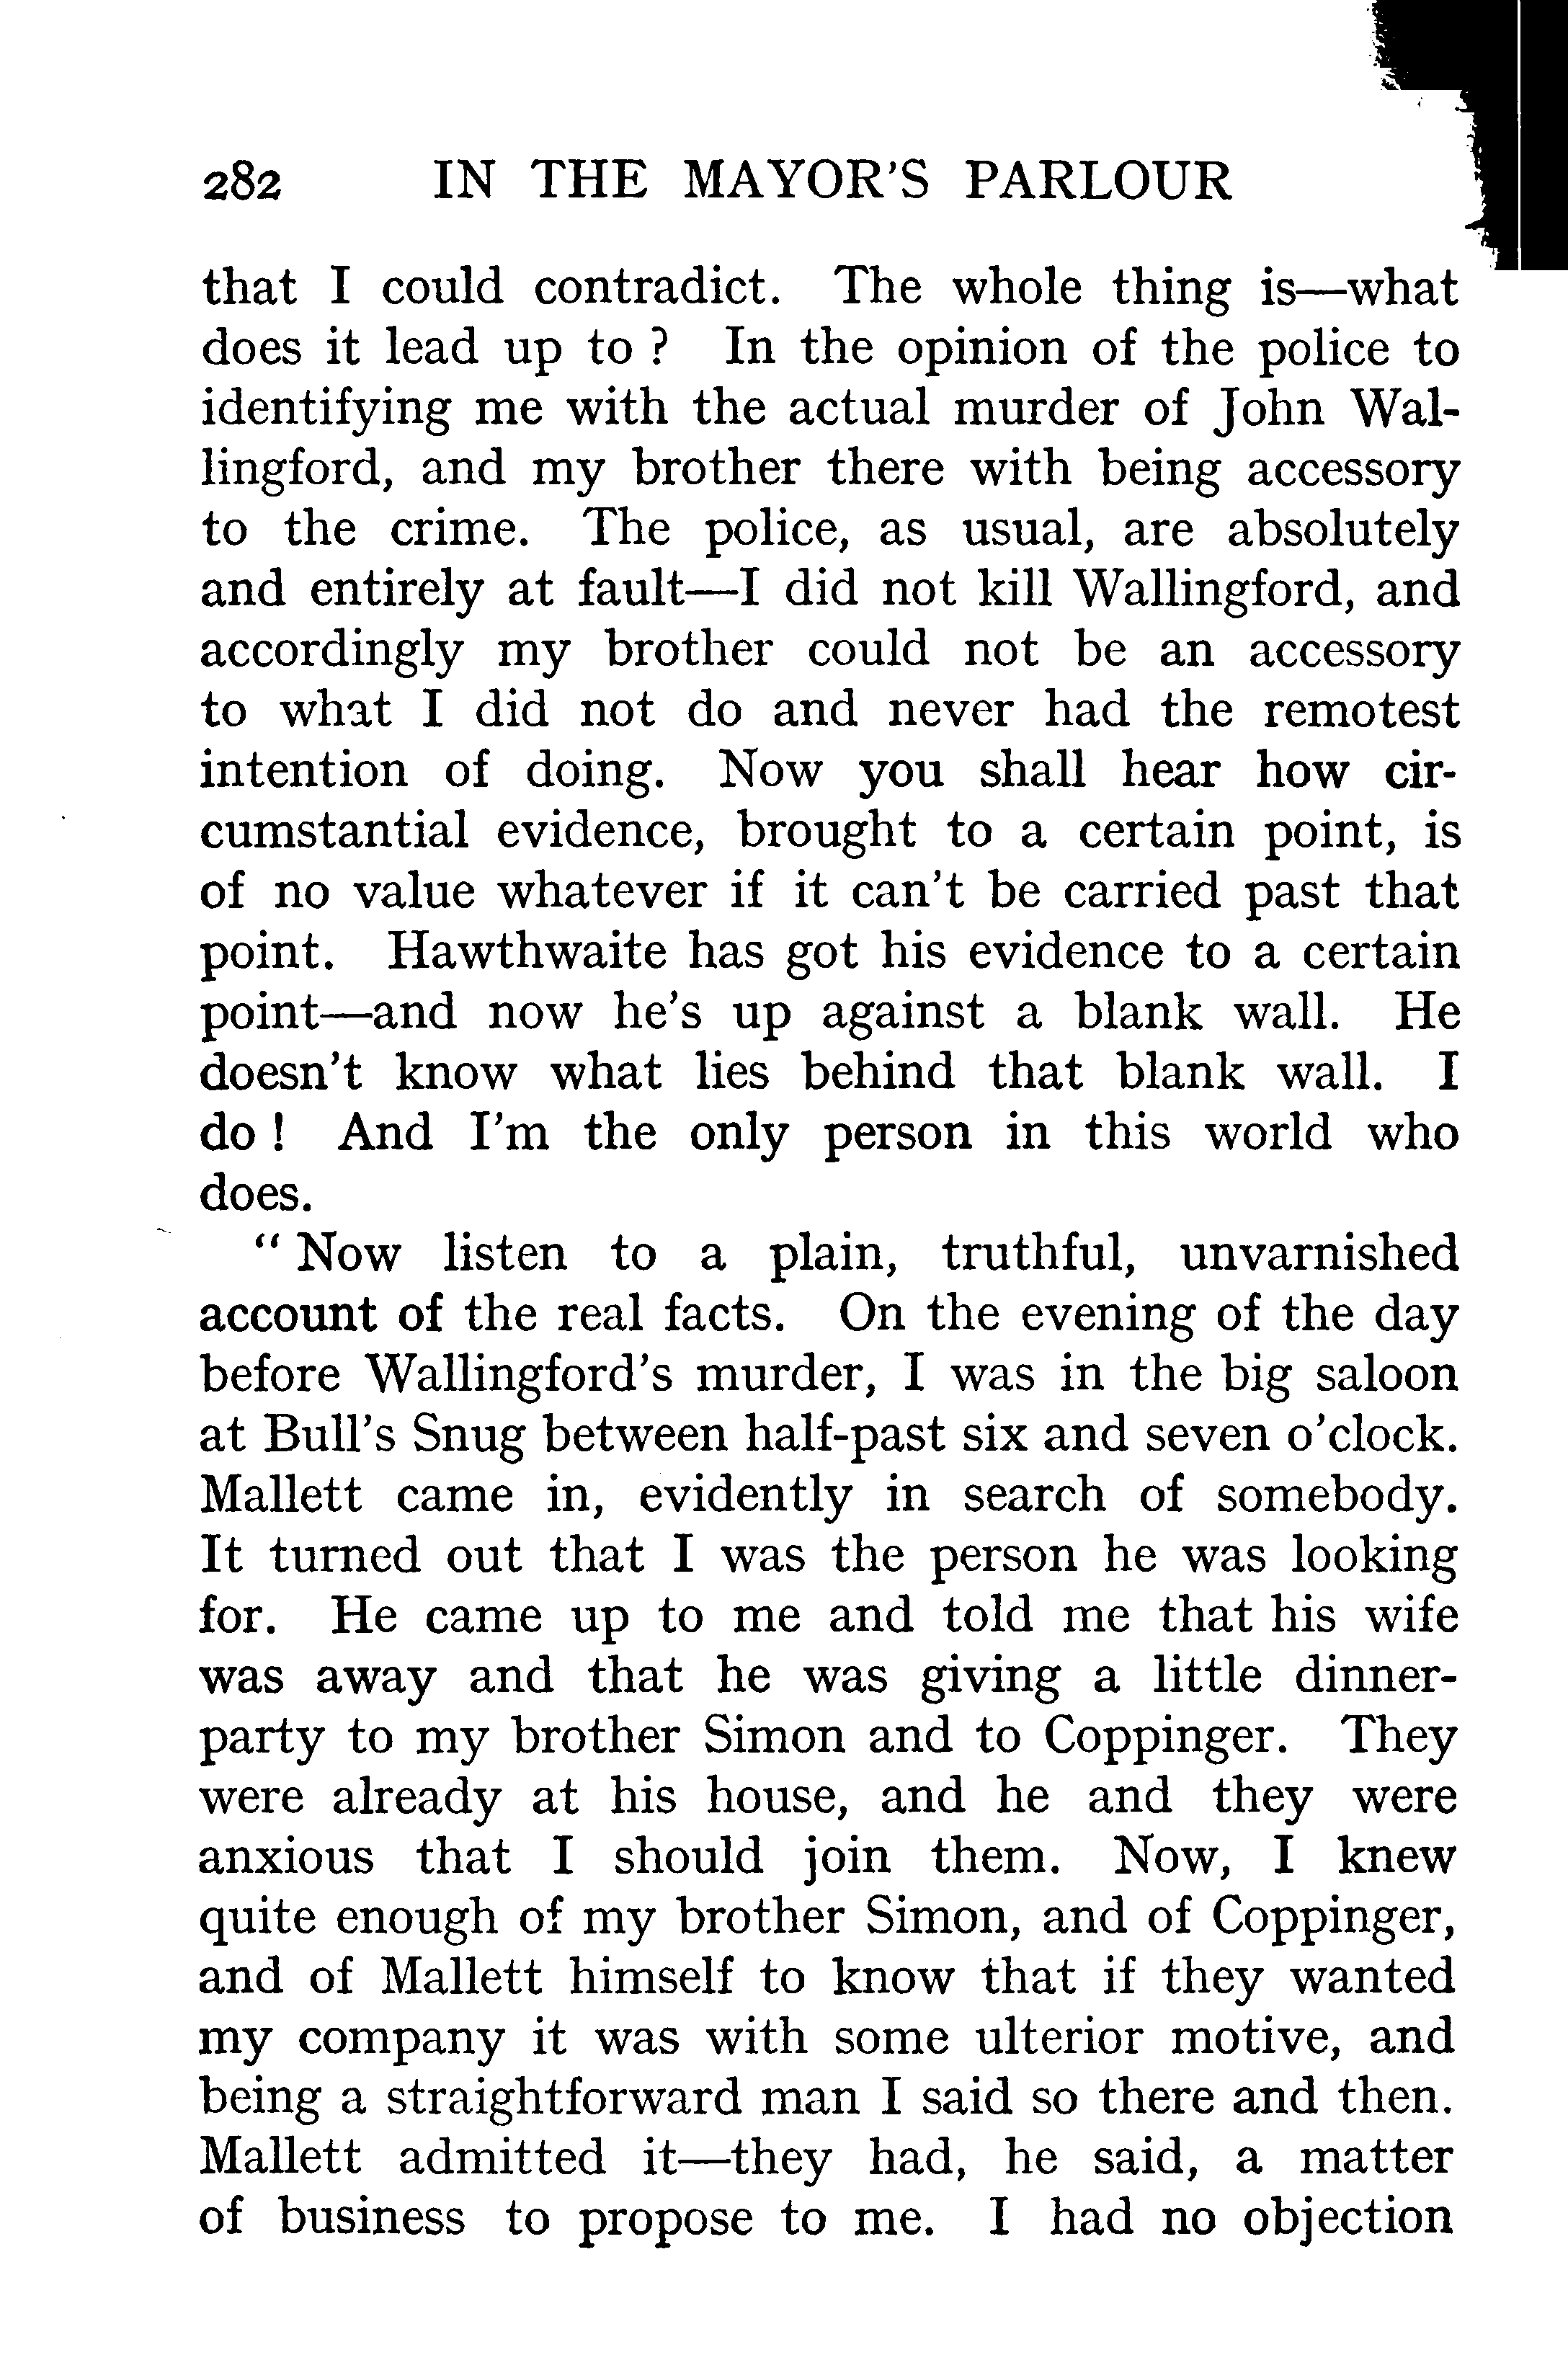 282 IN THE MAYOR'S PARLOUR
that I could contradict. The whole thing is—what
does it lead up to ? In the opinion of the police to
identifying me with the actual murder of John Wal-
lingford, and my brother there with being accessory
to the crime. The police, as usual, are absolutely
and entirely at fault—I did not kill Wallingford, and
accordingly my brother could not be an accessory
to what I did not do and never had the remotest
intention of doing. Now you shall hear how cir-
cumstantial evidence, brought to a certain point, is
of no value whatever if it can't be carried past that
point. Hawthwaite has got his evidence to a certain
point—and now he's up against a blank wall. He
doesn't know what lies behind that blank wall. I
do ! And I'm the only person in this world who
does.
“ Now listen to a plain, truthful, unvarnished
account of the real facts. On the evening of the day
before Wallingford's murder, I was in the big saloon
at Bull's Snug between half-past six and seven o'clock.
Mallett came in, evidently in search of somebody.
It turned out that I was the person he was looking
for. He came up to me and told me that his wife
was away and that he was giving a little dinner-
party to my brother Simon and to Coppinger. They
were already at his house, and he and they were
anxious that I should join them. Now, I knew
quite enough of my brother Simon, and of Coppinger,
and of Mallett himself to know that if they wanted
my company it was with some ulterior motive, and
being a straightforward man I said so there and then.
Mallett admitted it—they had, he said, a matter
of business to propose to me. I had no objection